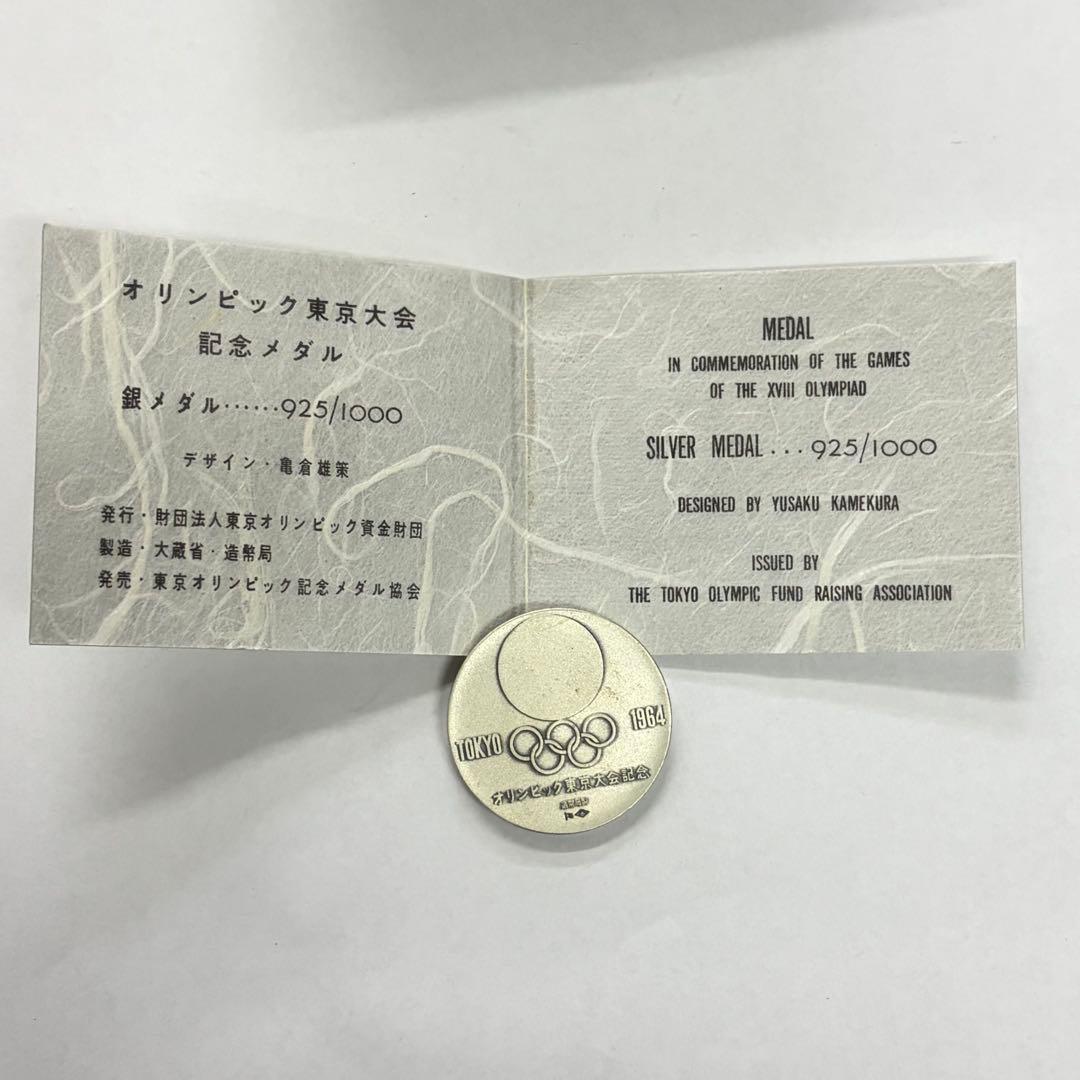 オリンピック東京大会
記念メダル
銀メダル……925/1000
デザイン・亀倉雄策
発行・財団法人東京オリンピック資金財団
製造・大蔵省・造幣局
発売・東京オリンピック記念メダル協会
MEDAL
IN COMMEMORATION OF THE GAMES
OF THE XVIII OLYMPIAD
SILVER MEDAL...925/1000
DESIGNED BY YUSAKU KAMEKURA
ISSUED BY
THE TOKYO OLYMPIC FUND RAISING ASSOCIATION
TOKYO 1964
オリンピック東京大会記念